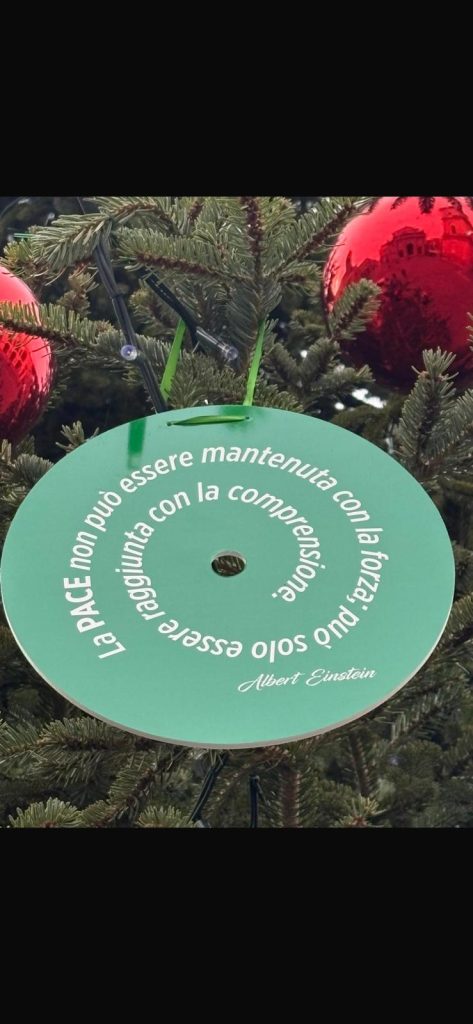 La PACE non può essere mantenuta con la forza; può solo essere raggiunta con la comprensione.
Albert Einstein